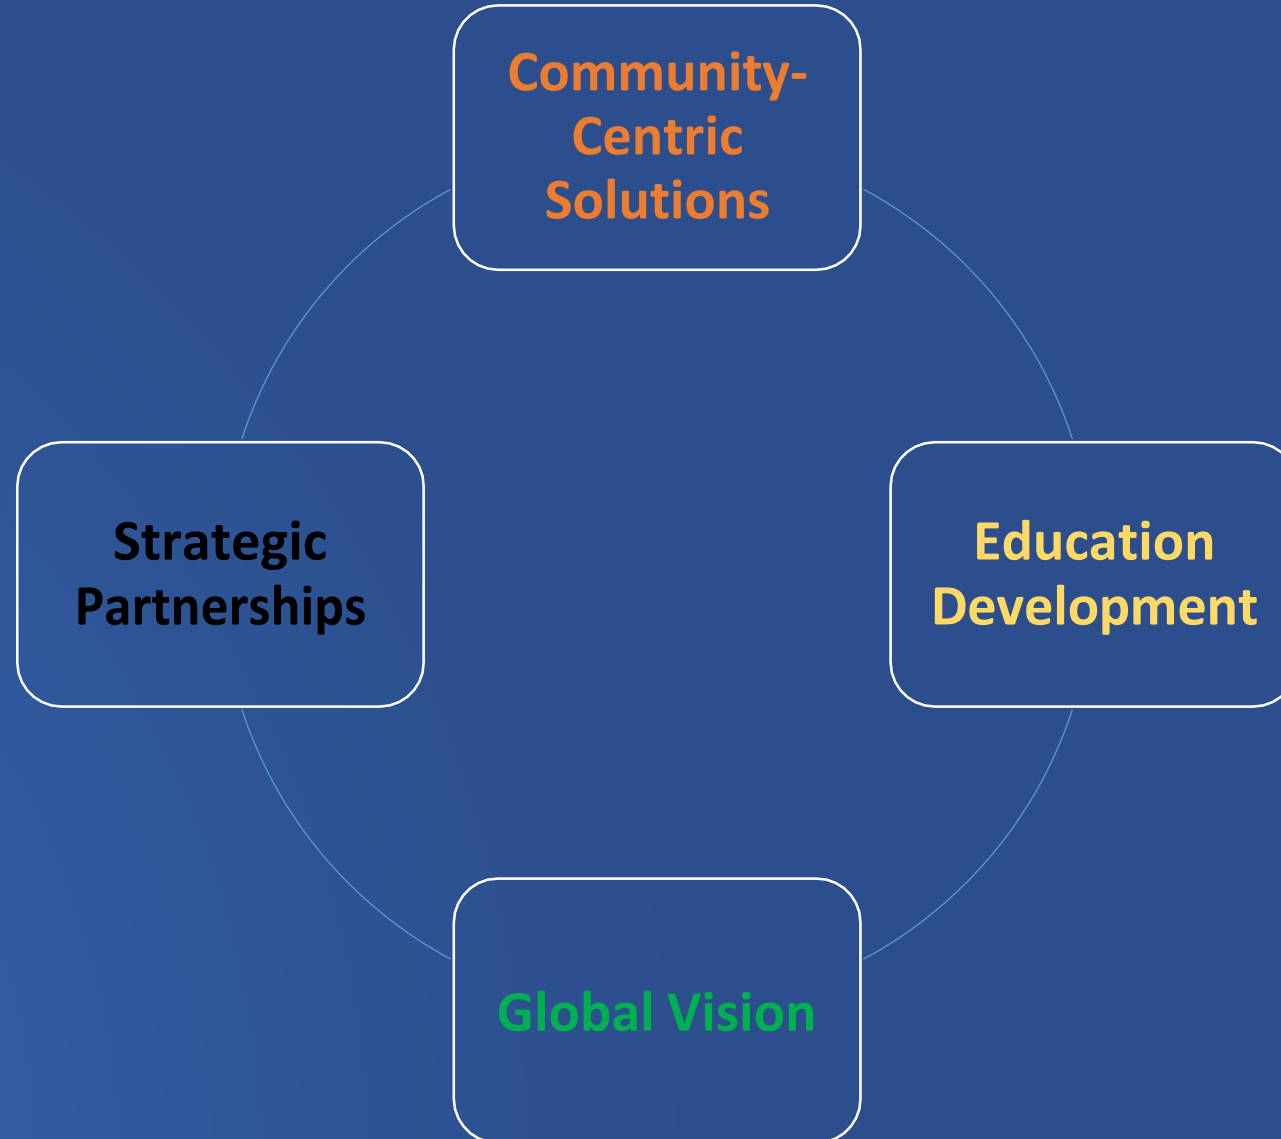 Community-
Centric
Solutions
Strategic
Partnerships
Education
Development
Global Vision